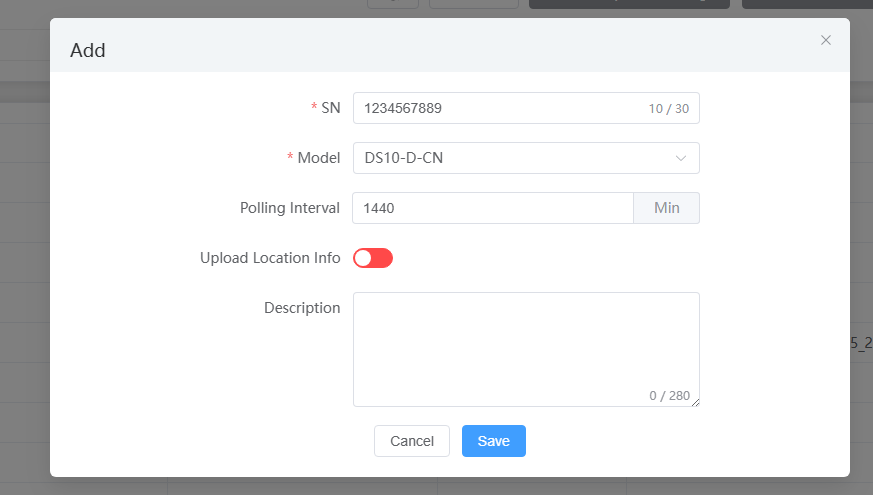 Add
* SN 1234567889 10 / 30
* Model DS10-D-CN
Polling Interval 1440 Min
Upload Location Info
Description
0 / 280
Cancel Save
5_2